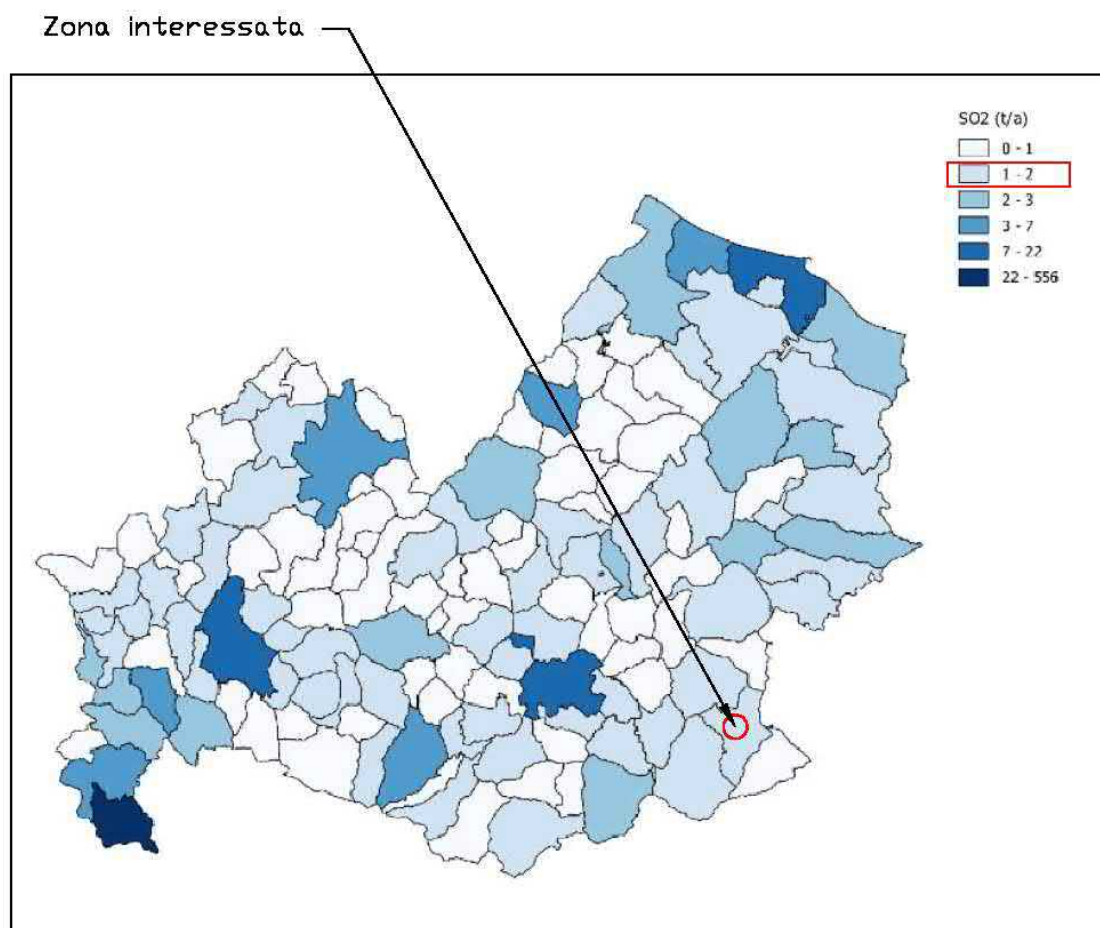 Zona interessata
SO2 (t/a)
0 - 1
1 - 2
2 - 3
3 - 7
7 - 22
22 - 556